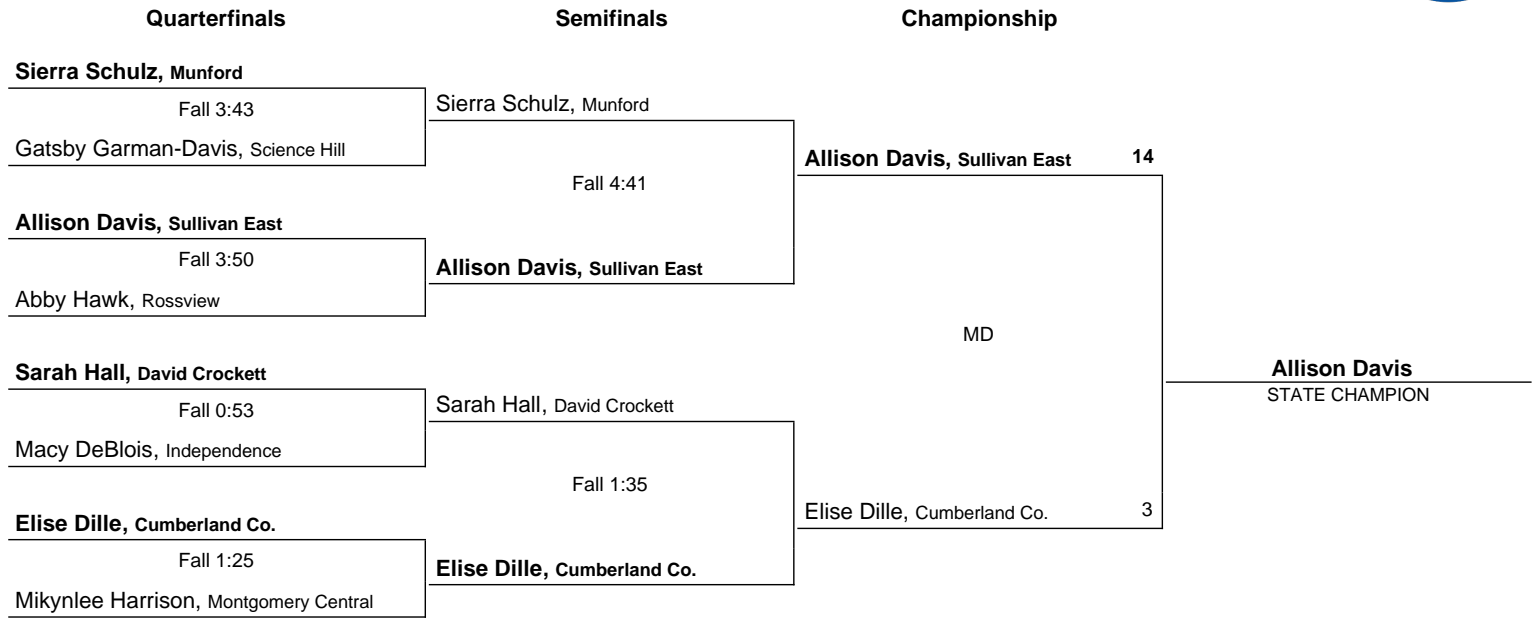 Quarterfinals
Semifinals
Championship
Sierra Schulz, Munford
Fall 3:43
Gatsby Garman-Davis, Science Hill
Allison Davis, Sullivan East
Fall 3:50
Abby Hawk, Rossview
Sarah Hall, David Crockett
Fall 0:53
Macy DeBlois, Independence
Elise Dille, Cumberland Co.
Fall 1:25
Mikynlee Harrison, Montgomery Central
Sierra Schulz, Munford
Fall 4:41
Allison Davis, Sullivan East
Sarah Hall, David Crockett
Fall 1:35
Elise Dille, Cumberland Co.
Allison Davis, Sullivan East 14
MD
Elise Dille, Cumberland Co. 3
Allison Davis
STATE CHAMPION